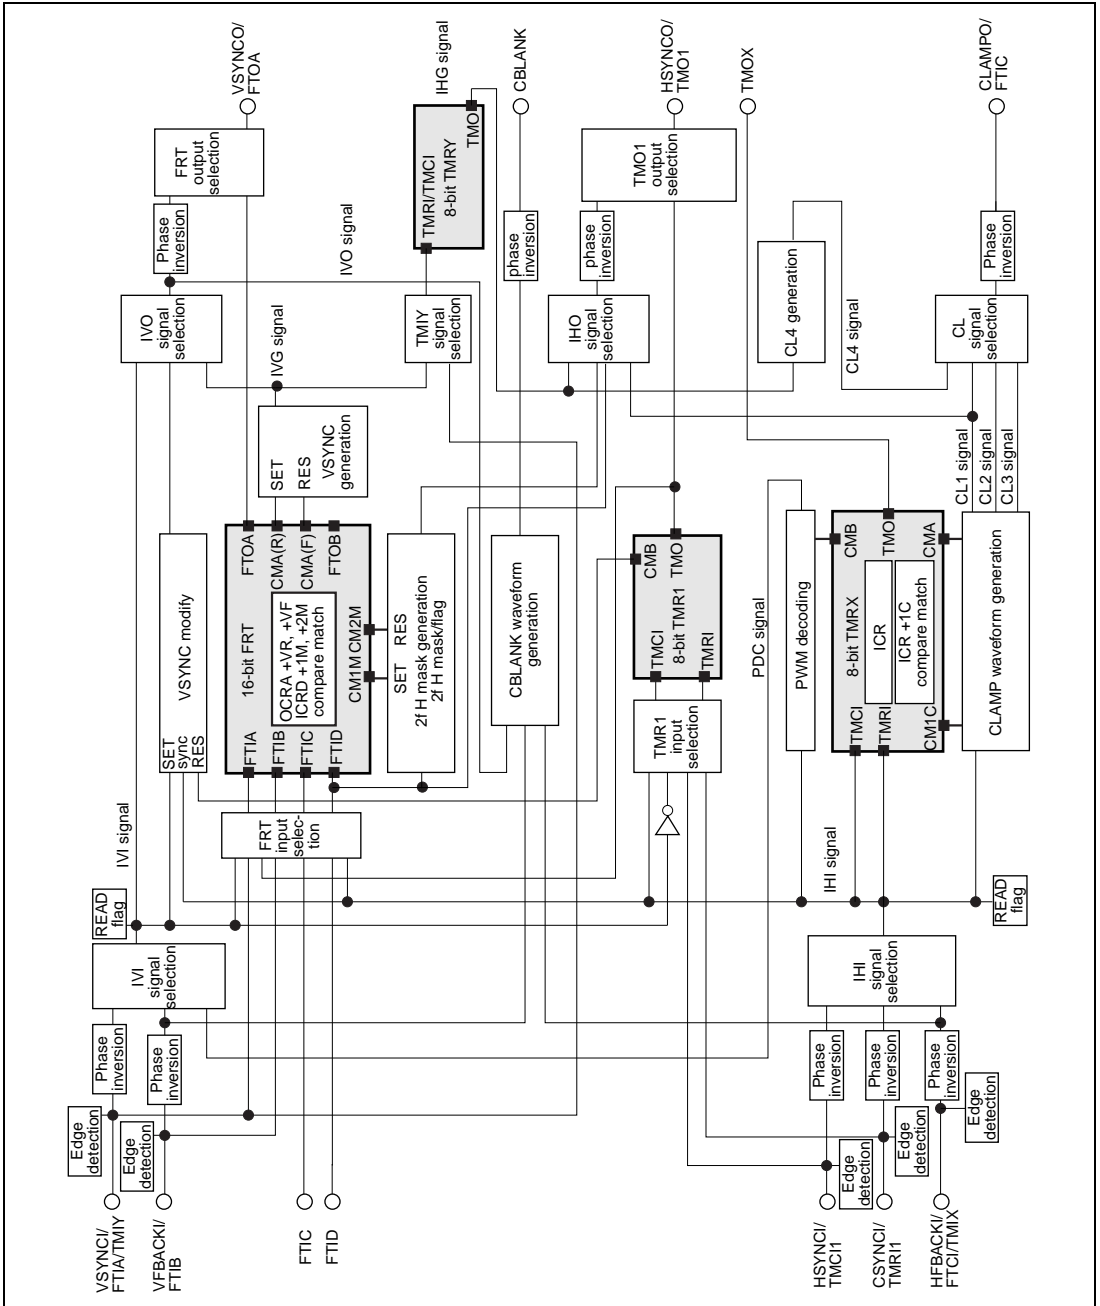 VSYNCO/
FTOA
IHG signal
CBLANK
HSYNCO/
TMO1
TMOX
CLAMPO/
FTIC
FRT
output
selection
TMO
TMRI/TMCI
8-bit TMRY
TMO1
output
selection
Phase
inversion
IVO signal
phase
inversion
phase
inversion
Phase
inversion
IVO
signal
selection
IVG signal
TMIY
signal
selection
IHO
signal
selection
CL4 generation
CL4 signal
CL
signal
selection
SET
RES
VSYNC
generation
CL1 signal
CL2 signal
CL3 signal
VSYNC modify
SET
sync
RES
FTOA
CMA(R)
CMA(F)
FTOB
16-bit FRT
OCRA +VR, +VF
ICRD +1M, +2M
compare match
CM1M CM2M
FTIA
FTIB
FTIC
FTID
SET RES
2f H mask generation
2f H mask/flag
CBLANK waveform
generation
CMB
TMO
8-bit TMR1
TMCI
TMRI
PDC signal
PWM decoding
CMB
TMO
CMA
8-bit TMRX
ICR
ICR +1C
compare match
TMCI
TMRI
CM1C
CLAMP waveform generation
TMR1
input
selection
IVI signal
FRT
input
selec-
tion
IHI signal
READ
flag
READ
flag
IVI
signal
selection
IHI
signal
selection
Phase
inversion
Phase
inversion
Phase
inversion
Phase
inversion
Phase
inversion
Edge
detection
Edge
detection
Edge
detection
Edge
detection
Edge
detection
VSYNCI/
FTIA/TMIY
VFBACKI/
FTIB
FTIC
FTID
HSYNCI/
TMCI1
CSYNCI/
TMRI1
HFBACKI/
FTCI/TMIX